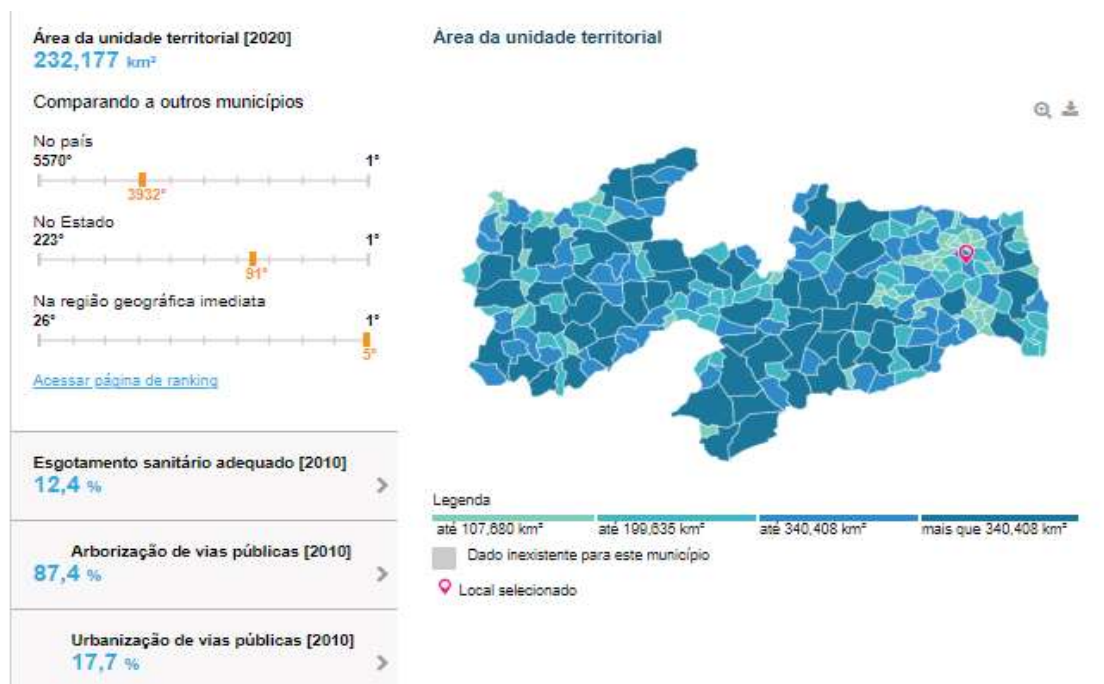 Área da unidade territorial [2020]
232,177 km²
Comparando a outros municípios
No país
5570° 1°
3932°
No Estado
223° 1°
91°
Na região geográfica imediata
26° 1°
5°
Acessar página de ranking
Esgotamento sanitário adequado [2010]
12,4 %
Arborização de vias públicas [2010]
87,4 %
Urbanização de vias públicas [2010]
17,7 %
Área da unidade territorial
Legenda
até 107,680 km² até 199,635 km² até 340,408 km² mais que 340,408 km²
Dado inexistente para este município
Local selecionado